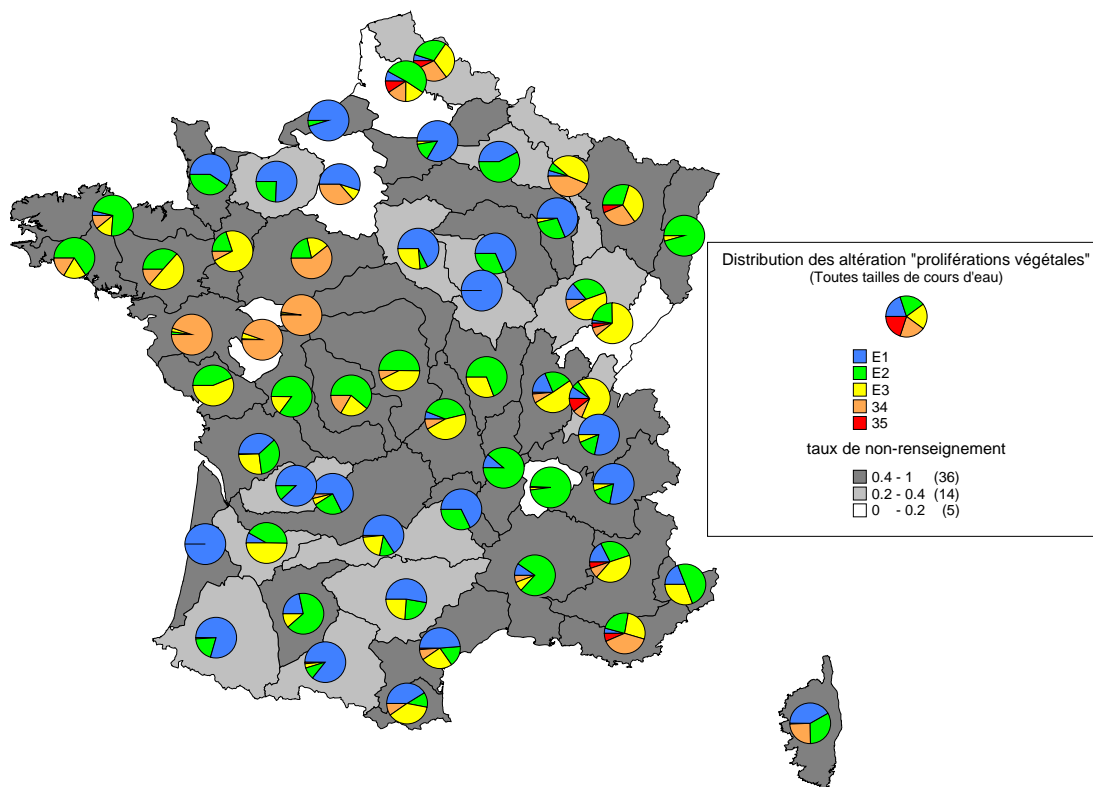 Distribution des altération "proliférations végétales"
(Toutes tailles de cours d'eau)
E1
E2
E3
34
35
taux de non-renseignement
0.4 - 1 (36)
0.2 - 0.4 (14)
0 - 0.2 (5)